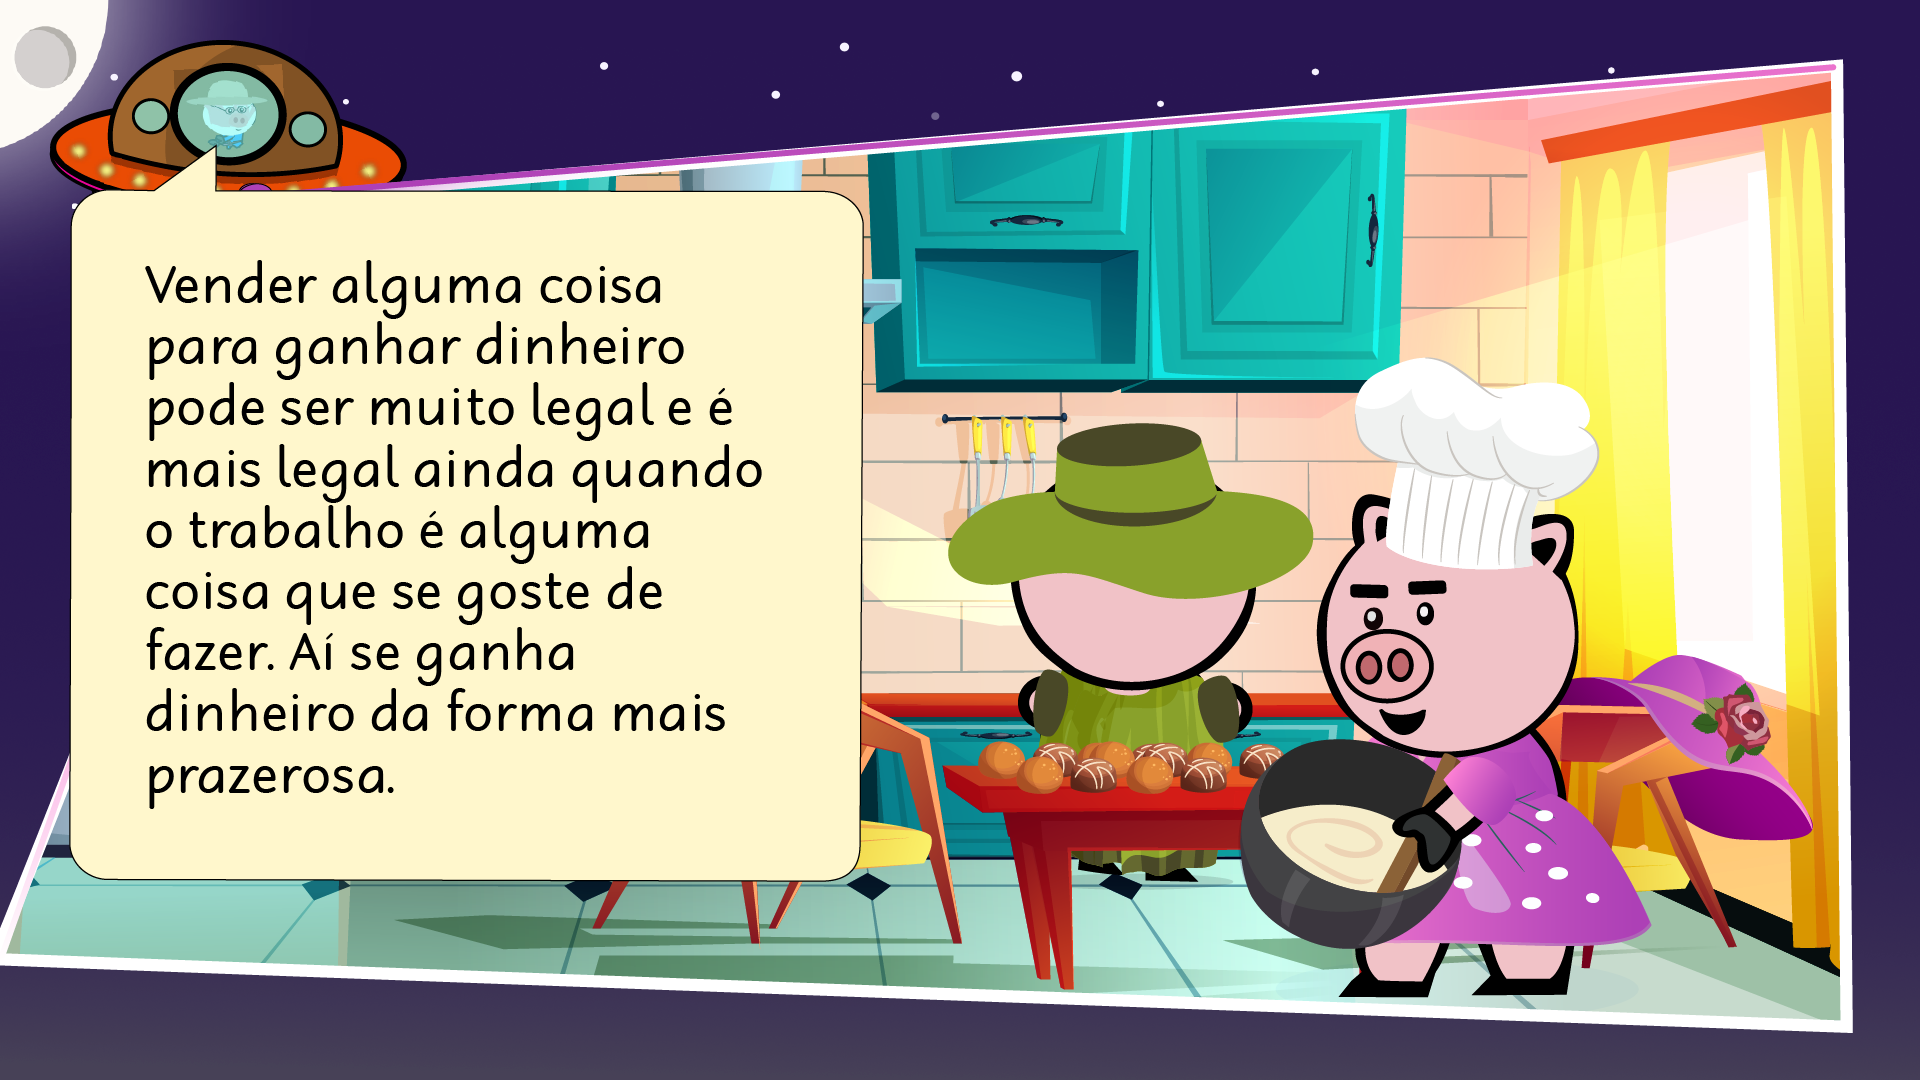 Vender alguma coisa
para ganhar dinheiro
pode ser muito legal e é
mais legal ainda quando
o trabalho é alguma
coisa que se goste de
fazer. Aí se ganha
dinheiro da forma mais
prazerosa.